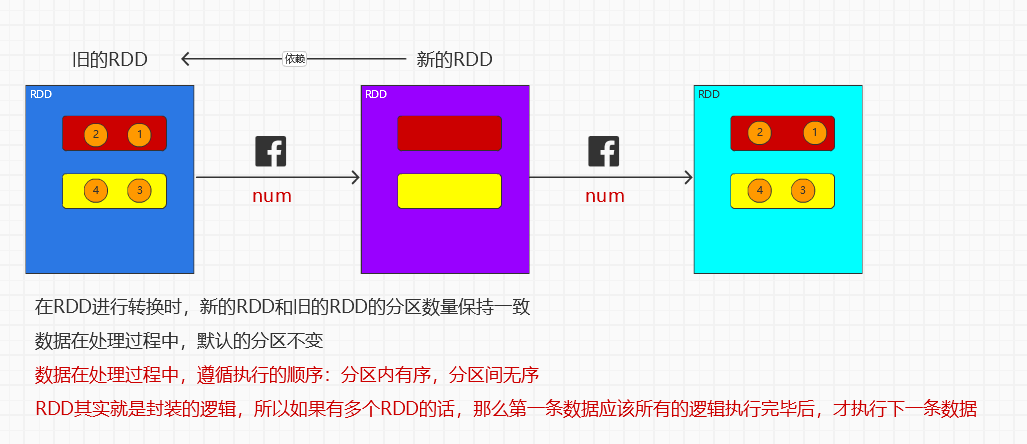 旧的RDD
依赖
新的RDD
RDD
RDD
RDD
2
1
2
1
4
3
4
3
num
num
在RDD进行转换时，新的RDD和旧的RDD的分区数量保持一致
数据在处理过程中，默认的分区不变
数据在处理过程中，遵循执行的顺序：分区内有序，分区间无序
RDD其实就是封装的逻辑，所以如果有多个RDD的话，那么第一条数据应该所有的逻辑执行完毕后，才执行下一条数据